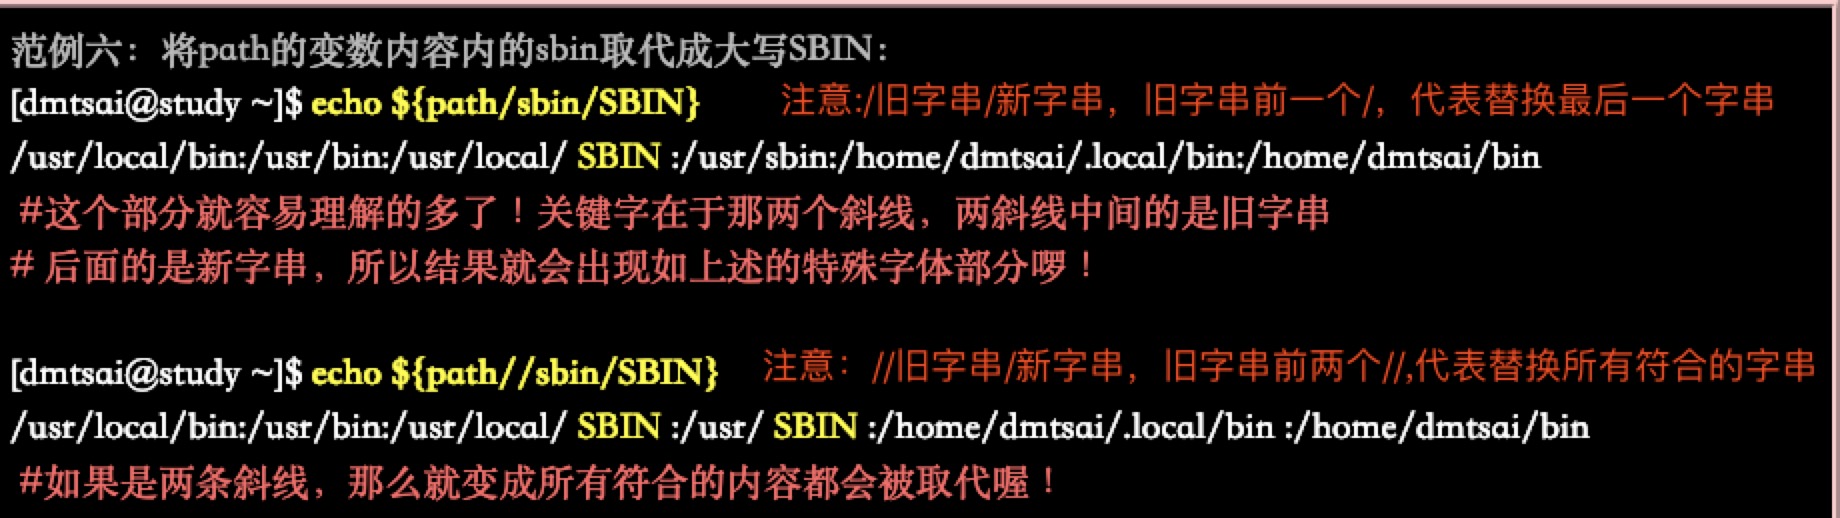 范例六：将path的变数内容内的sbin取代成大写SBIN：
[dmtsai@study ~]$ echo ${path/sbin/SBIN} 注意:/旧字串/新字串，旧字串前一个/，代表替换最后一个字串
/usr/local/bin:/usr/bin:/usr/local/ SBIN :/usr/sbin:/home/dmtsai/.local/bin:/home/dmtsai/bin
#这个部分就容易理解的多了！关键字在于那两个斜线，两斜线中间的是旧字串
# 后面的是新字串，所以结果就会出现如上述的特殊字体部分啰！
[dmtsai@study ~]$ echo ${path//sbin/SBIN} 注意：//旧字串/新字串，旧字串前两个//,代表替换所有符合的字串
/usr/local/bin:/usr/bin:/usr/local/ SBIN :/usr/ SBIN :/home/dmtsai/.local/bin :/home/dmtsai/bin
#如果是两条斜线，那么就变成所有符合的内容都会被取代喔！